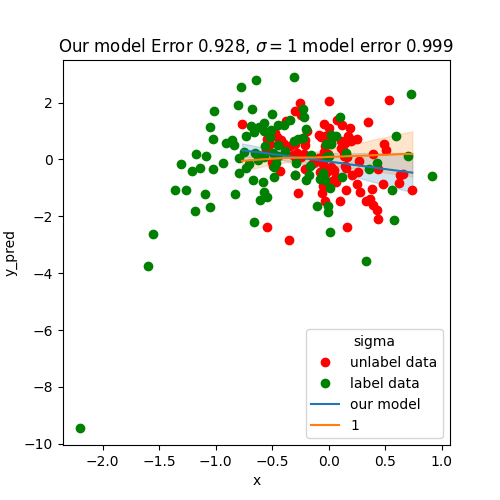 Our model Error 0.928, σ = 1 model error 0.999
y_pred
2
0
−2
−4
−6
−8
−10
sigma
unlabel data
label data
our model
1
−2.0 −1.5 −1.0 −0.5 0.0 0.5 1.0
x